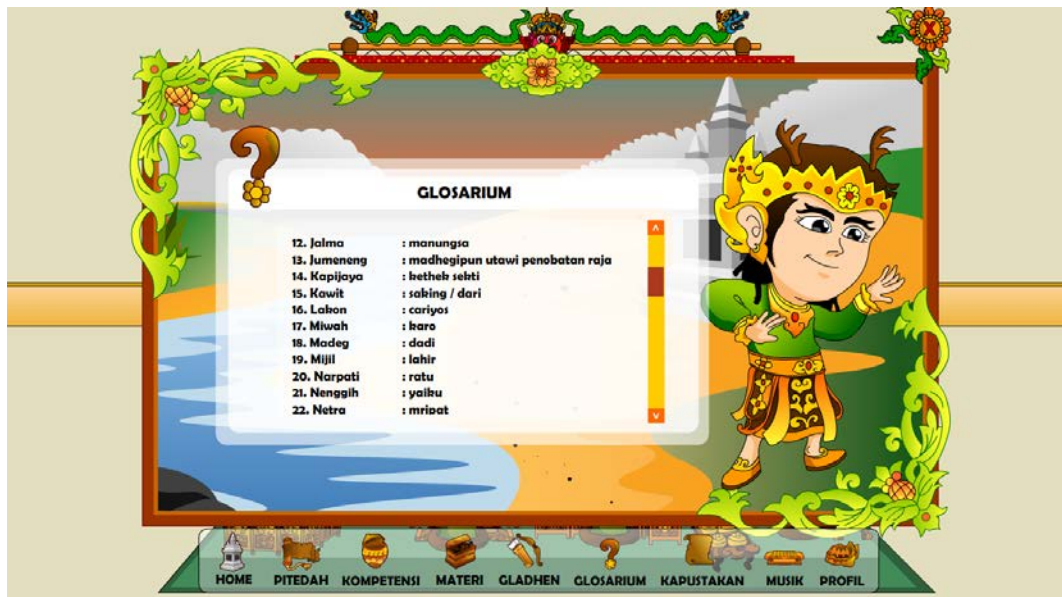 X
GLOSARIUM
12. Jalma : manungsa
13. Jumeneng : madhegipun utawi penobatan raja
14. Kapijaya : kethek sekti
15. Kawit : saking / dari
16. Lakon : cariyos
17. Miwah : karo
18. Madeg : dadi
19. Mijil : lahir
20. Narpati : ratu
21. Nenggih : yaiku
22. Netra : mripat
HOME PITEDAH KOMPETENSI MATERI GLADHEN GLOSARIUM KAPUSTAKAN MUSIK PROFIL